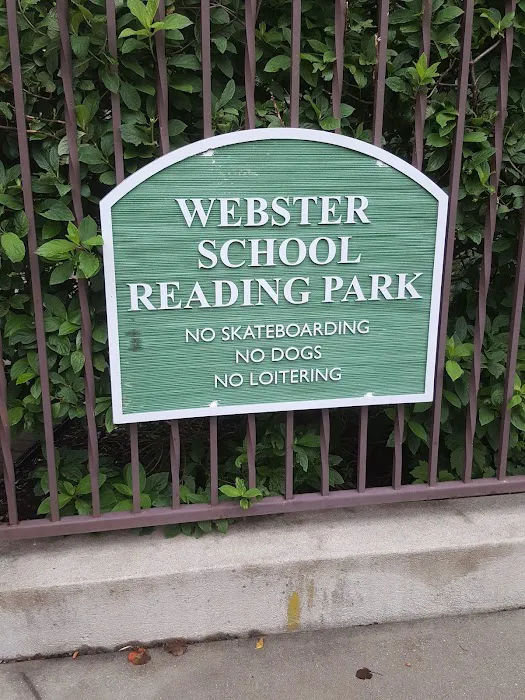 WEBSTER
SCHOOL
READING PARK
NO SKATEBOARDING
NO DOGS
NO LOITERING